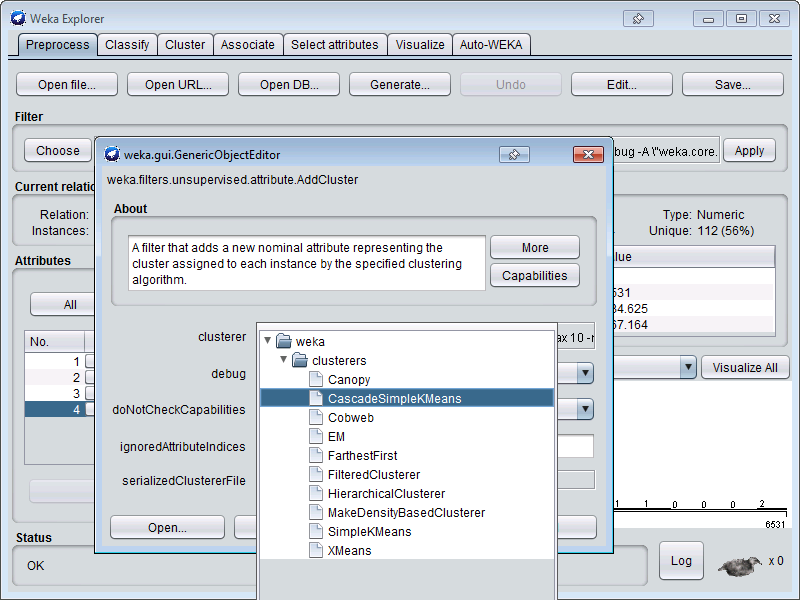 Weka Explorer
Preprocess Classify Cluster Associate Select attributes Visualize Auto-WEKA
Open file... Open URL... Open DB... Generate... Undo Edit... Save...
Filter
Choose
bug -A \"weka.core.
Apply
weka.gui.GenericObjectEditor
weka.filters.unsupervised.attribute.AddCluster
About
A filter that adds a new nominal attribute representing the
cluster assigned to each instance by the specified clustering
algorithm.
More
Capabilities
clusterer
ax 10 -n
debug
doNotCheckCapabilities
ignoredAttributeIndices
serializedClustererFile
Open...
weka
clusterers
Canopy
CascadeSimpleKMeans
Cobweb
EM
FarthestFirst
FilteredClusterer
HierarchicalClusterer
MakeDensityBasedClusterer
SimpleKMeans
XMeans
Current relatio
Relation:
Instances:
Attributes
All
No.
1
2
3
4
Type: Numeric
Unique: 112 (56%)
lue
531
34.625
57.164
Visualize All
1 1 0 0 0 2
6531
Status
OK
Log
x 0